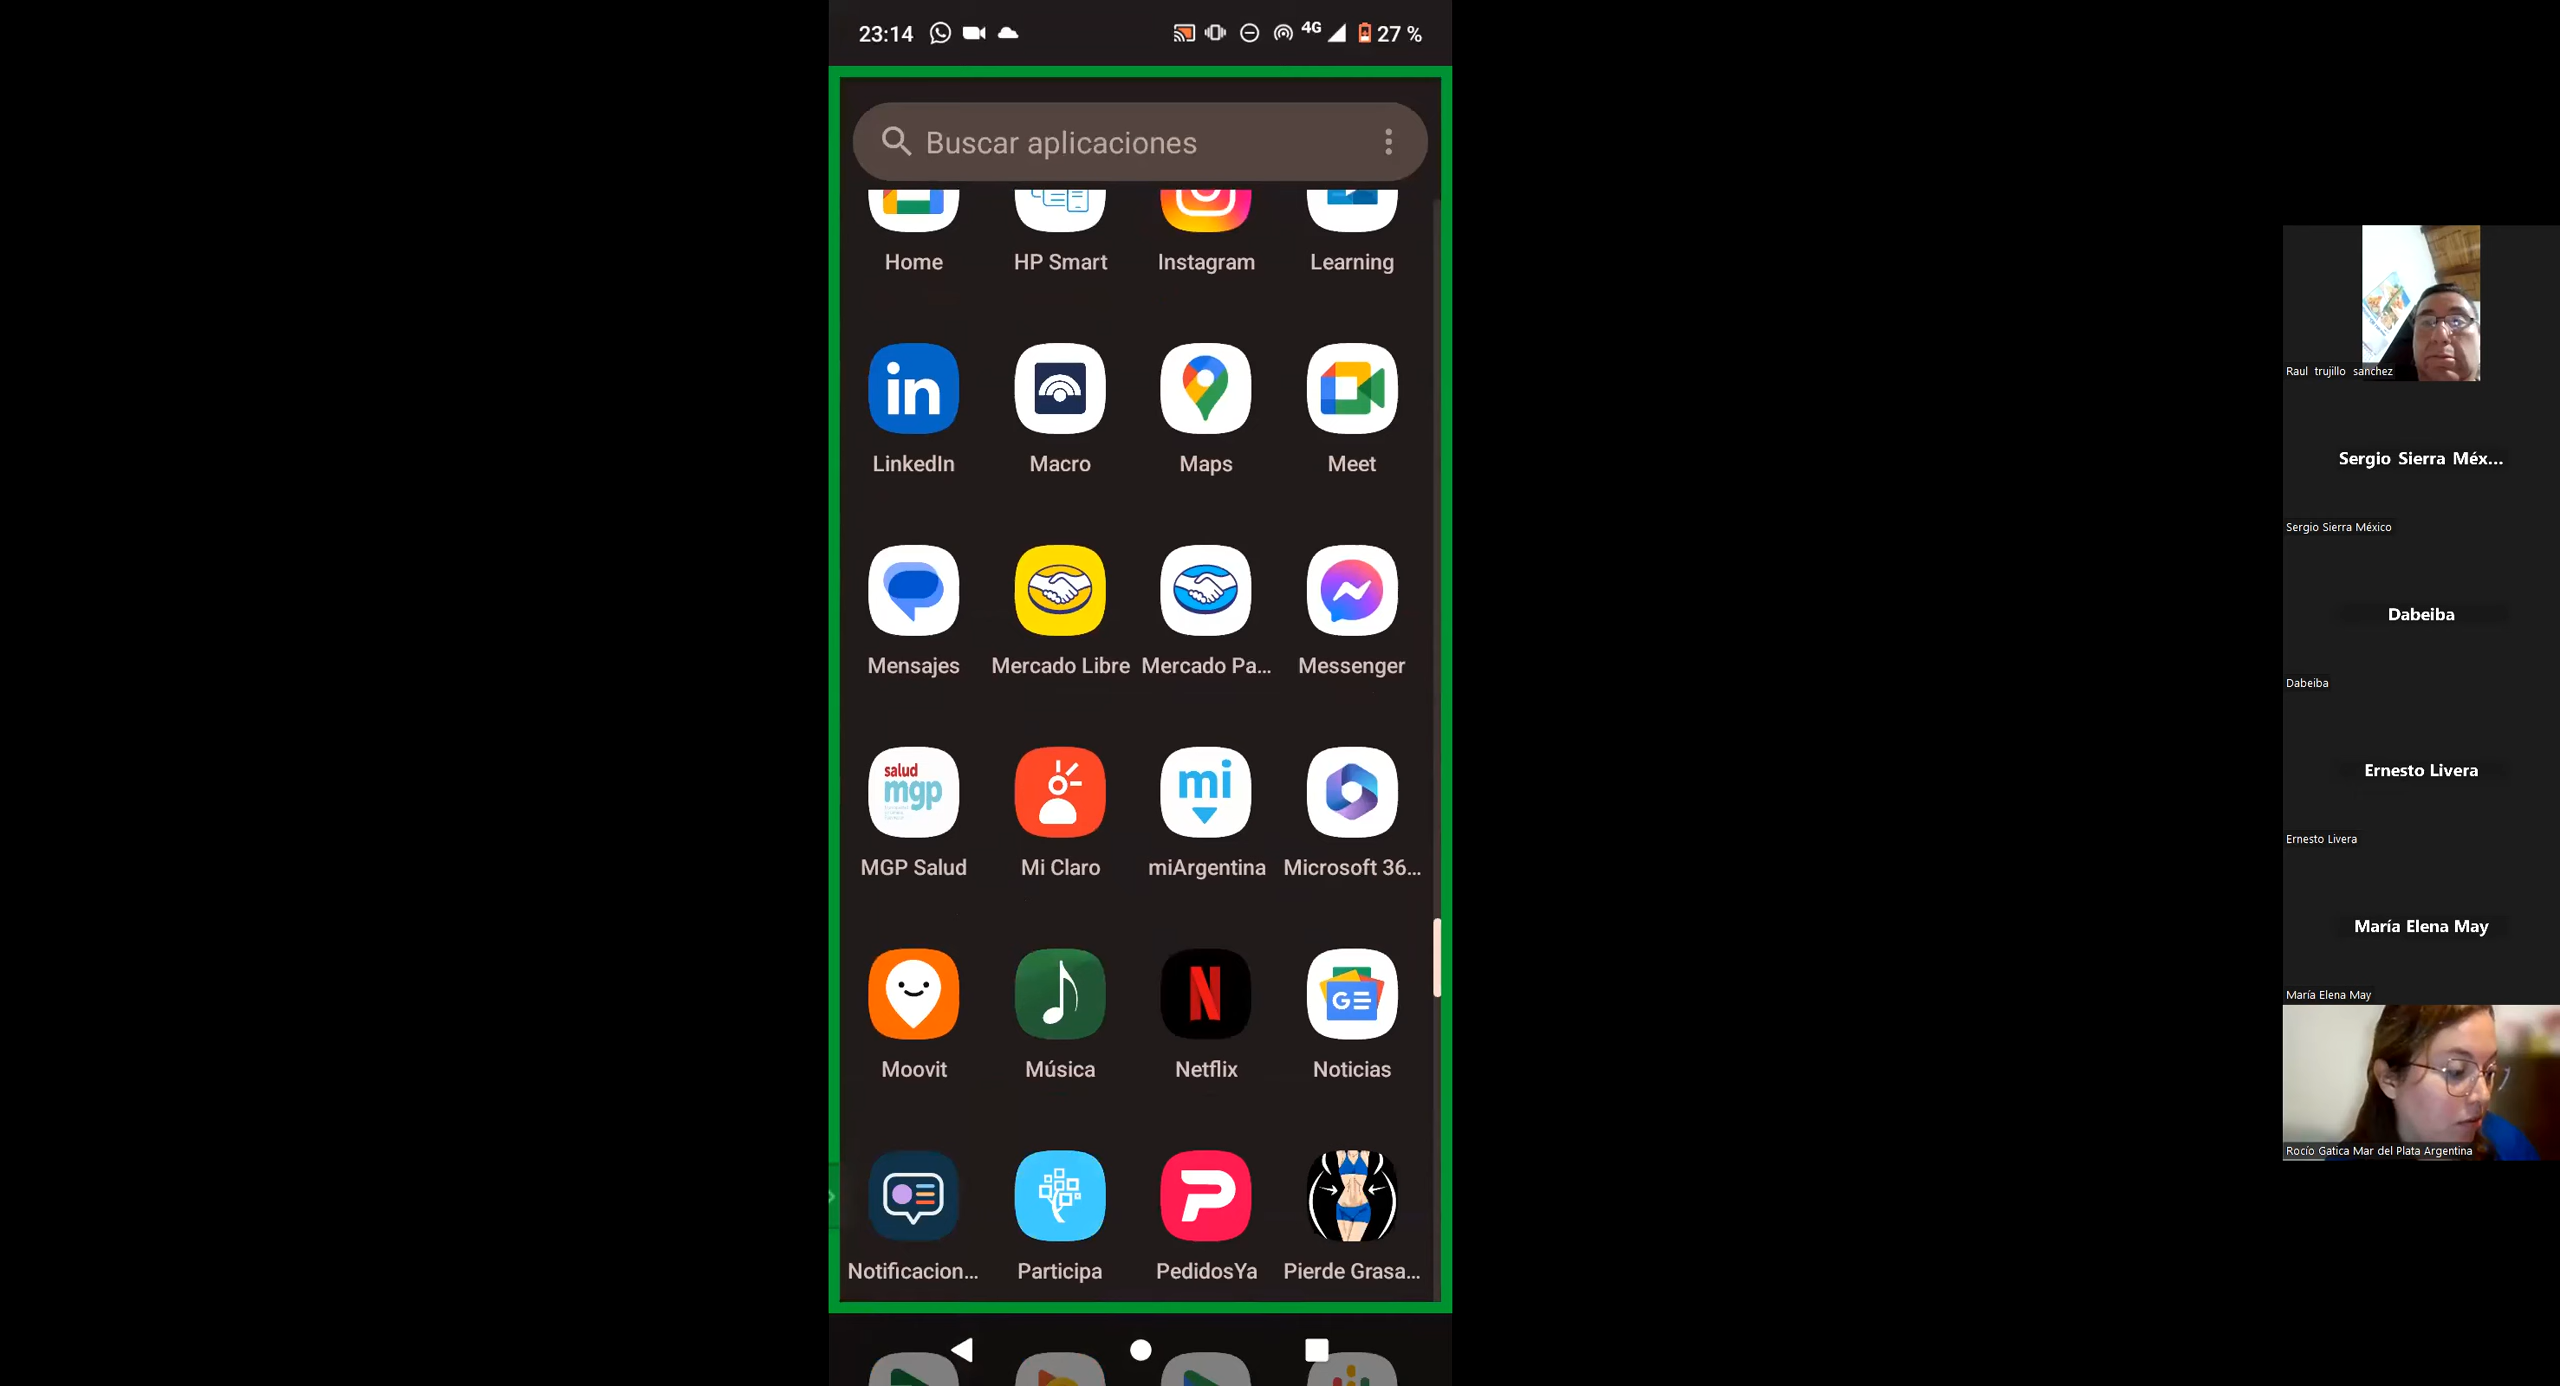 23:14
4G
27 %
Buscar aplicaciones
Home
HP Smart
Instagram
Learning
in
LinkedIn
Macro
Maps
Meet
Mensajes
Mercado Libre
Mercado Pa...
Messenger
salud
mgp
mi
MGP Salud
Mi Claro
miArgentina
Microsoft 36...
N
GE
Moovit
Música
Netflix
Noticias
P
Notificacion...
Participa
PedidosYa
Pierde Grasa...
Raul trujillo sanchez
Sergio Sierra Méx...
Sergio Sierra México
Dabeiba
Dabeiba
Ernesto Livera
Ernesto Livera
María Elena May
María Elena May
Rocío Gatica Mar del Plata Argentina